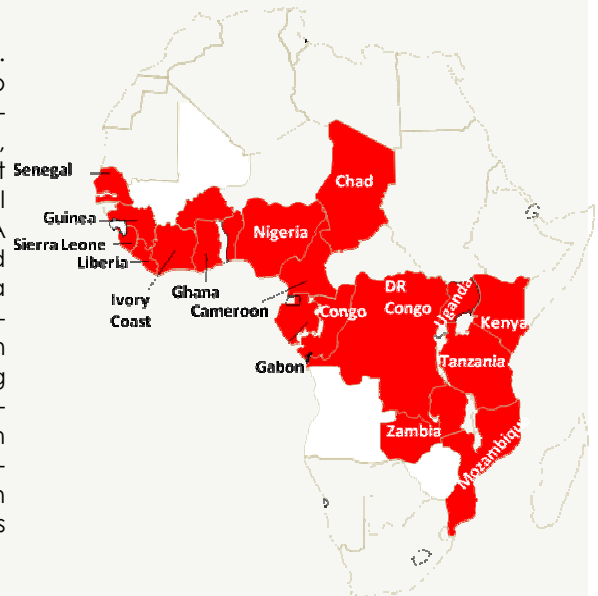 Senegal
Guinea
Sierra Leone
Liberia
Ivory
Coast
Ghana
Cameroon
Gabon
Chad
Nigeria
Congo
DR
Congo
Uganda
Kenya
Tanzania
Zambia
Mozambiqu